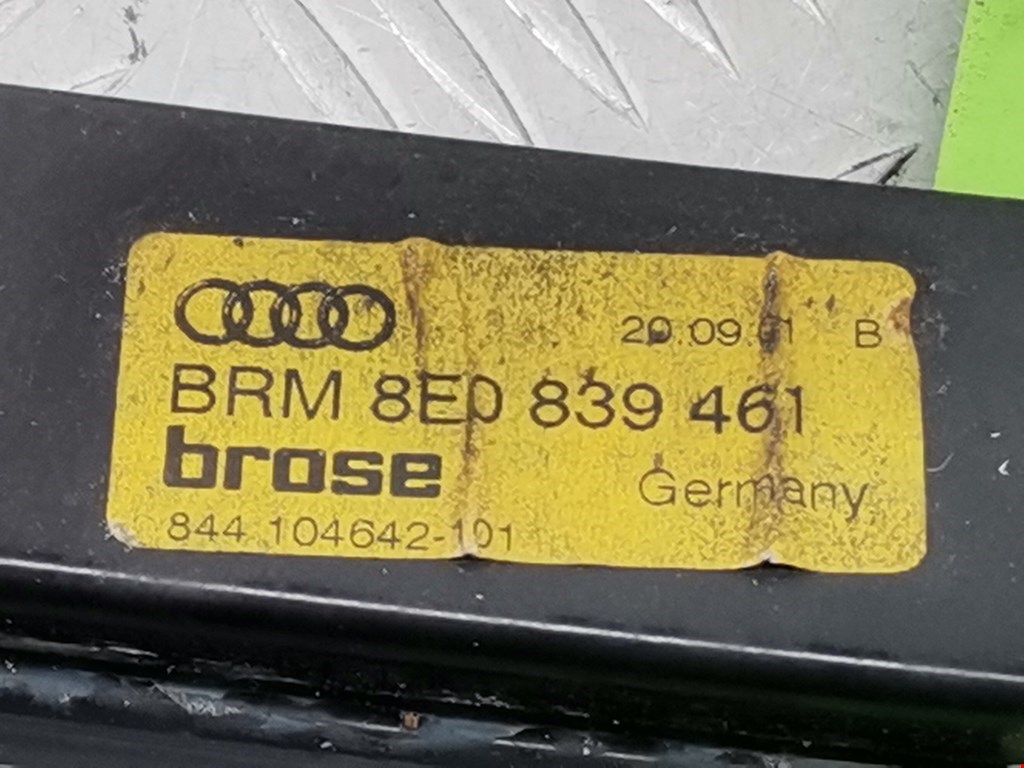 20.09.01 B
BRM 8E0 839 461
brose
Germany
844 104642-101